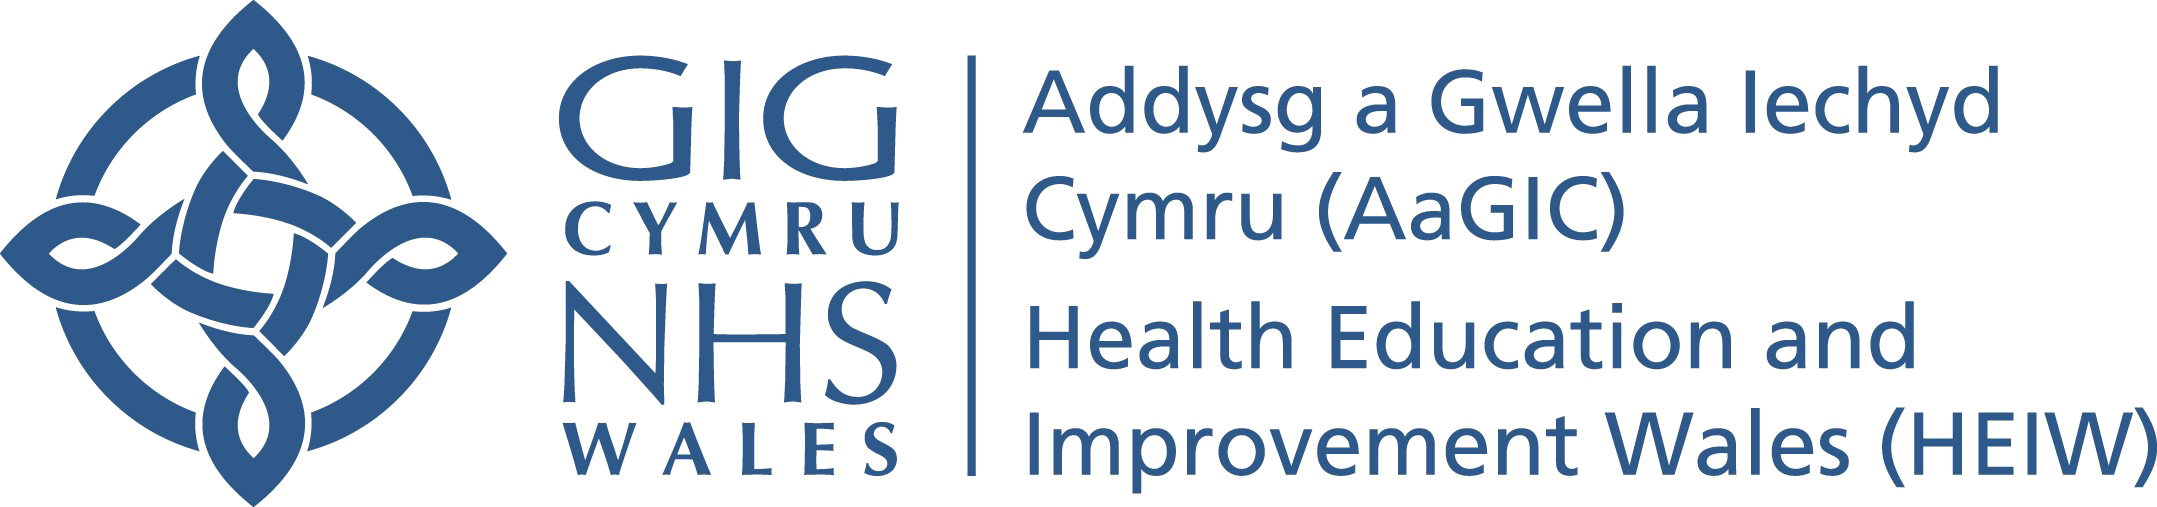 GIG
CYMRU
NHS
WALES
Addysg a Gwella Iechyd
Cymru (AaGIC)
Health Education and
Improvement Wales (HEIW)